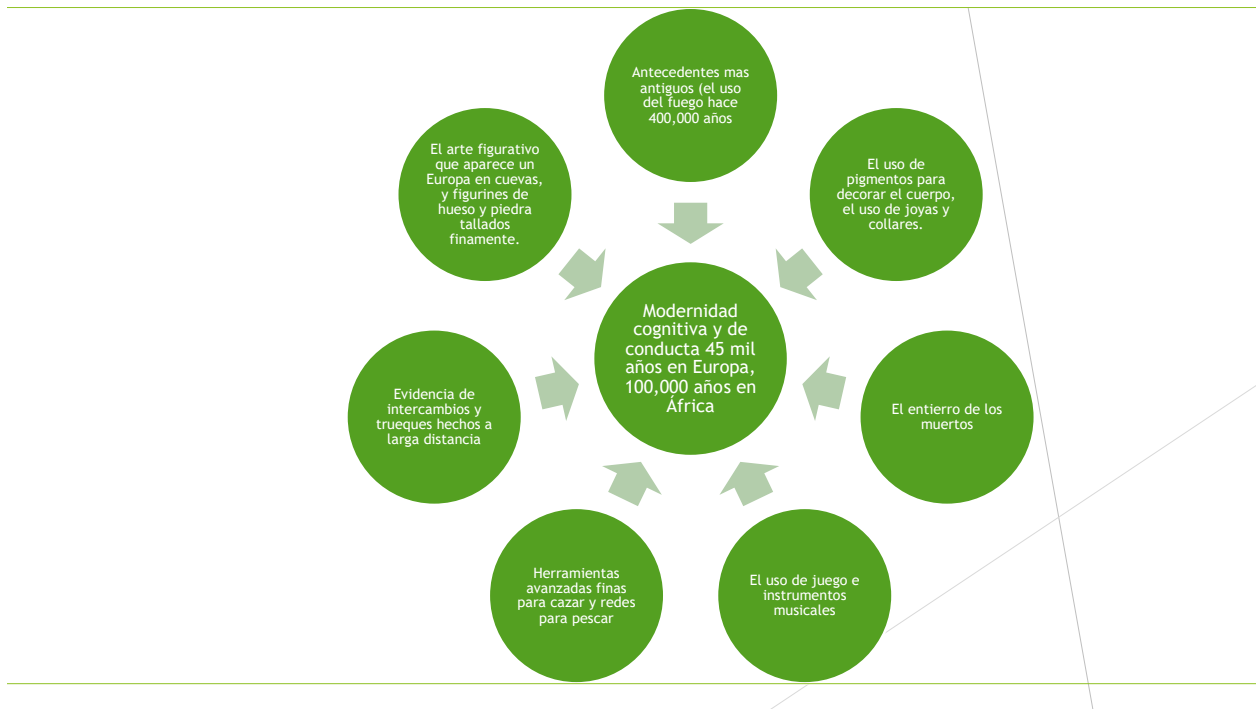 Antecedentes mas
antiguos (el uso
del fuego hace
400,000 años
El uso de
pigmentos para
decorar el cuerpo,
el uso de joyas y
collares.
El entierro de los
muertos
El uso de juego e
instrumentos
musicales
Herramientas
avanzadas finas
para cazar y redes
para pescar
Evidencia de
intercambios y
trueques hechos a
larga distancia
El arte figurativo
que aparece un
Europa en cuevas,
y figurines de
hueso y piedra
tallados
finamente.
Modernidad
cognitiva y de
conducta 45 mil
años en Europa,
100,000 años en
África